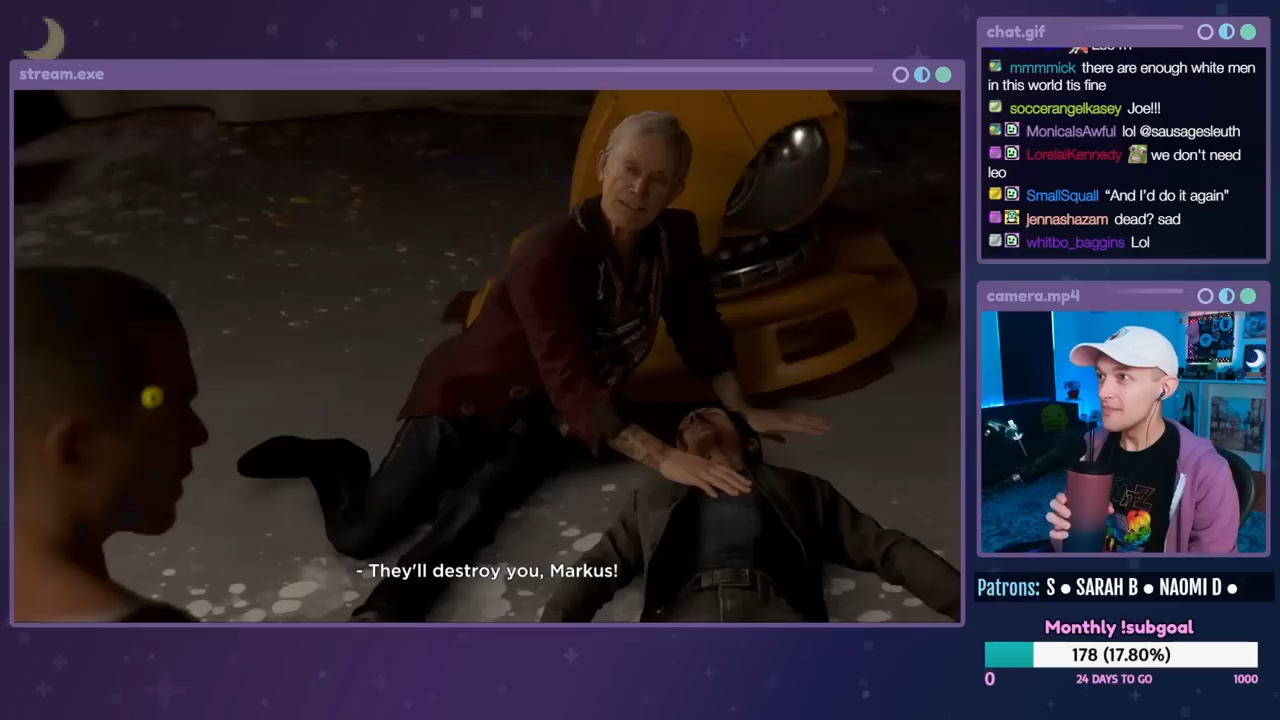 stream.exe
- They'll destroy you, Markus!
chat.gif
mmmmick there are enough white men
in this world tis fine
soccerangelkasey Joe!!!
MonicaIsAwful lol @sausagesleuth
LorelaiKennedy we don't need
leo
SmallSquall “And I'd do it again”
jennashazam dead? sad
whitbo_baggins Lol
camera.mp4
Patrons: S ● SARAH B ● NAOMI D ●
Monthly !subgoal
178 (17.80%)
0 24 DAYS TO GO 1000